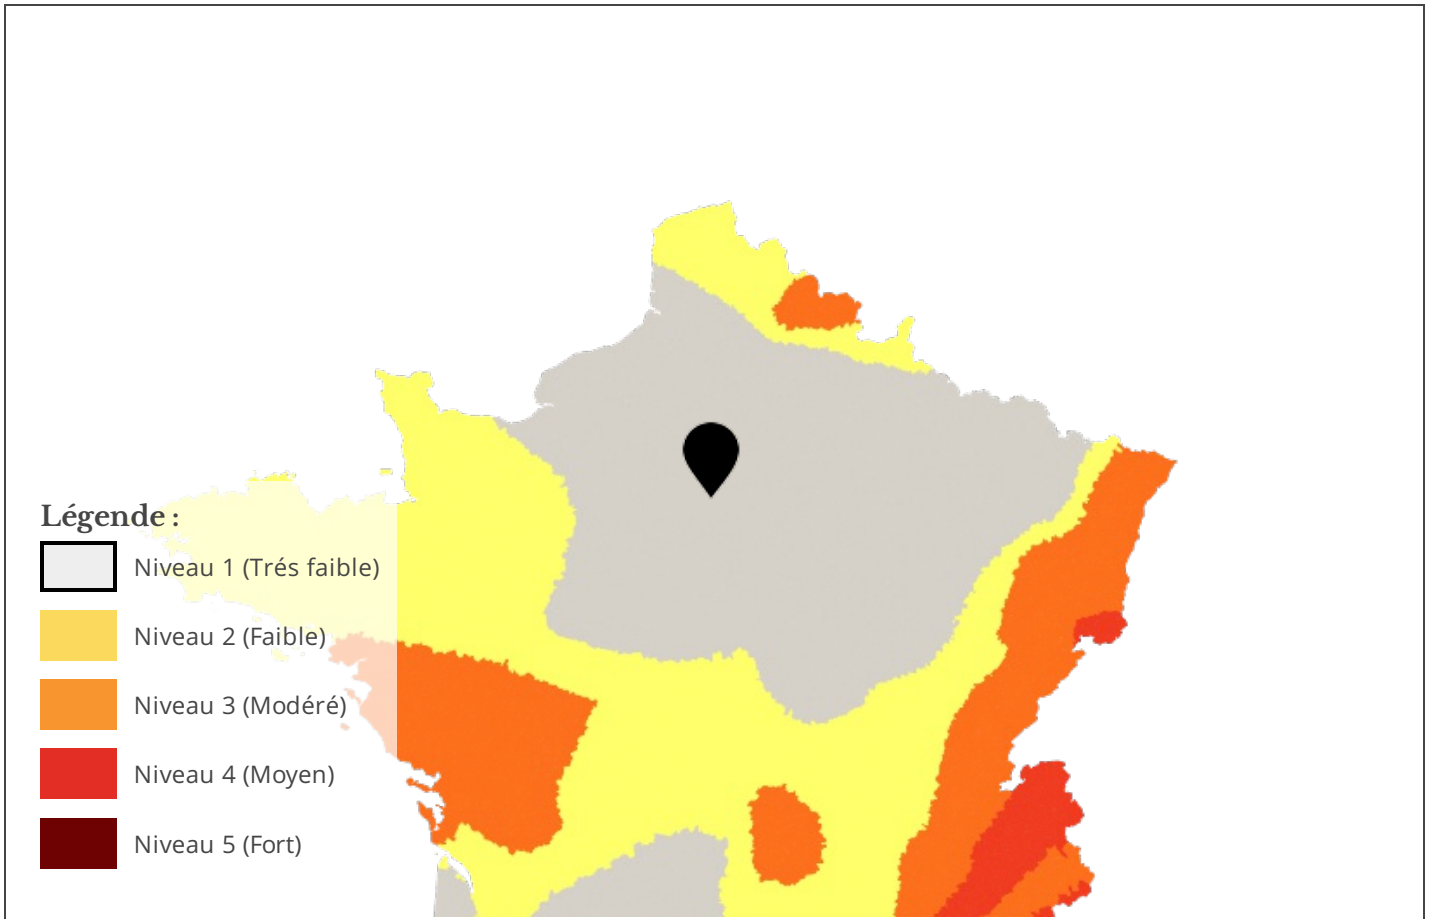 Légende :
Niveau 1 (Trés faible)
Niveau 2 (Faible)
Niveau 3 (Modéré)
Niveau 4 (Moyen)
Niveau 5 (Fort)